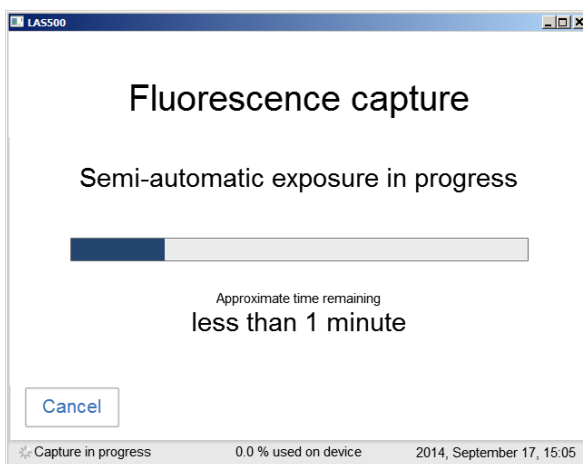 LAS500
Fluorescence capture
Semi-automatic exposure in progress
Approximate time remaining
less than 1 minute
Cancel
Capture in progress 0.0 % used on device 2014, September 17, 15:05